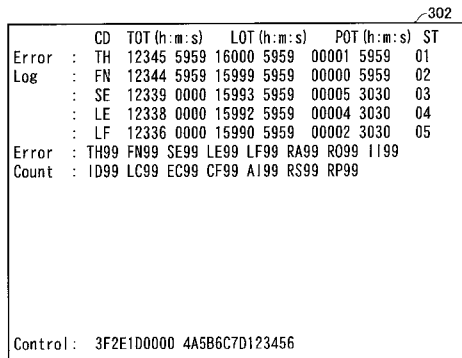 302
CD TOT(h:m:s) LOT(h:m:s) POT(h:m:s) ST
Error : TH 12345 5959 16000 5959 00001 5959 01
Log : FN 12344 5959 15999 5959 00000 5959 02
: SE 12339 0000 15993 5959 00005 3030 03
: LE 12338 0000 15992 5959 00004 3030 04
: LF 12336 0000 15990 5959 00002 3030 05
Error : TH99 FN99 SE99 LE99 LF99 RA99 RO99 II99
Count : ID99 LC99 EC99 CF99 AI99 RS99 RP99
Control: 3F2E1D0000 4A5B6C7D123456